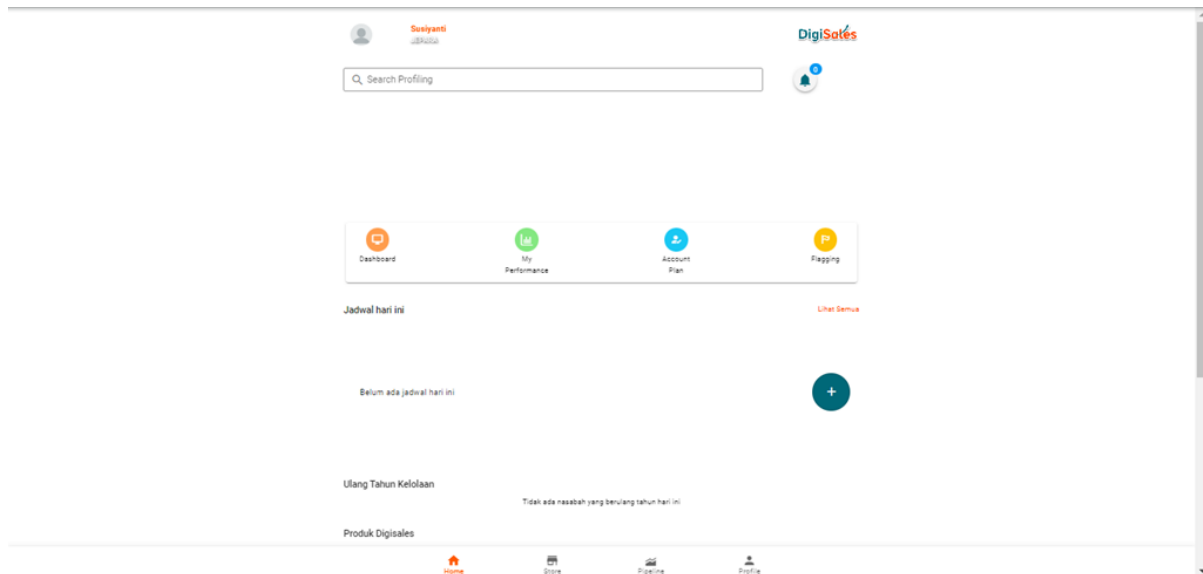 Susiyanti
JEPARA
DigiSales
Search Profiling
0
Dashboard
My
Performance
Account
Plan
Flagging
Jadwal hari ini
Lihat Semua
Belum ada jadwal hari ini
+
Ulang Tahun Kelolaan
Tidak ada nasabah yang berulang tahun hari ini
Produk Digisales
Home
Store
Pipeline
Profile